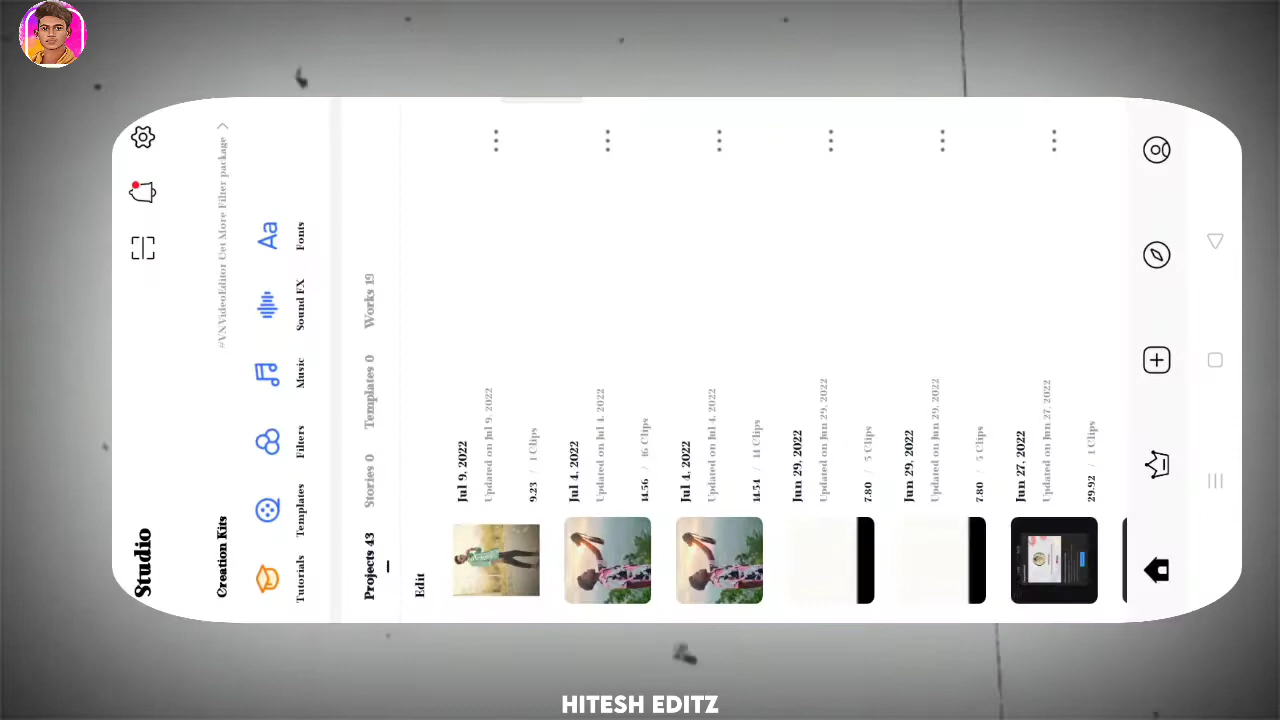 Studio
Creation Kits
#VNVideoEditor Get More Filter package
Tutorials
Templates
Filters
Music
Sound FX
Aa
Fonts
Projects 43
Stories 0
Templates 0
Works 19
Edit
Jul 9, 2022
Updated on Jul 9, 2022
9.23 / 1 Clips
Jul 4, 2022
Updated on Jul 4, 2022
14.56 / 16 Clips
Jul 4, 2022
Updated on Jul 4, 2022
14.54 / 14 Clips
Jun 29, 2022
Updated on Jun 29, 2022
7.80 / 5 Clips
Jun 29, 2022
Updated on Jun 29, 2022
7.80 / 5 Clips
Jun 27, 2022
Updated on Jun 27, 2022
29.92 / 1 Clips
HITESH EDITZ